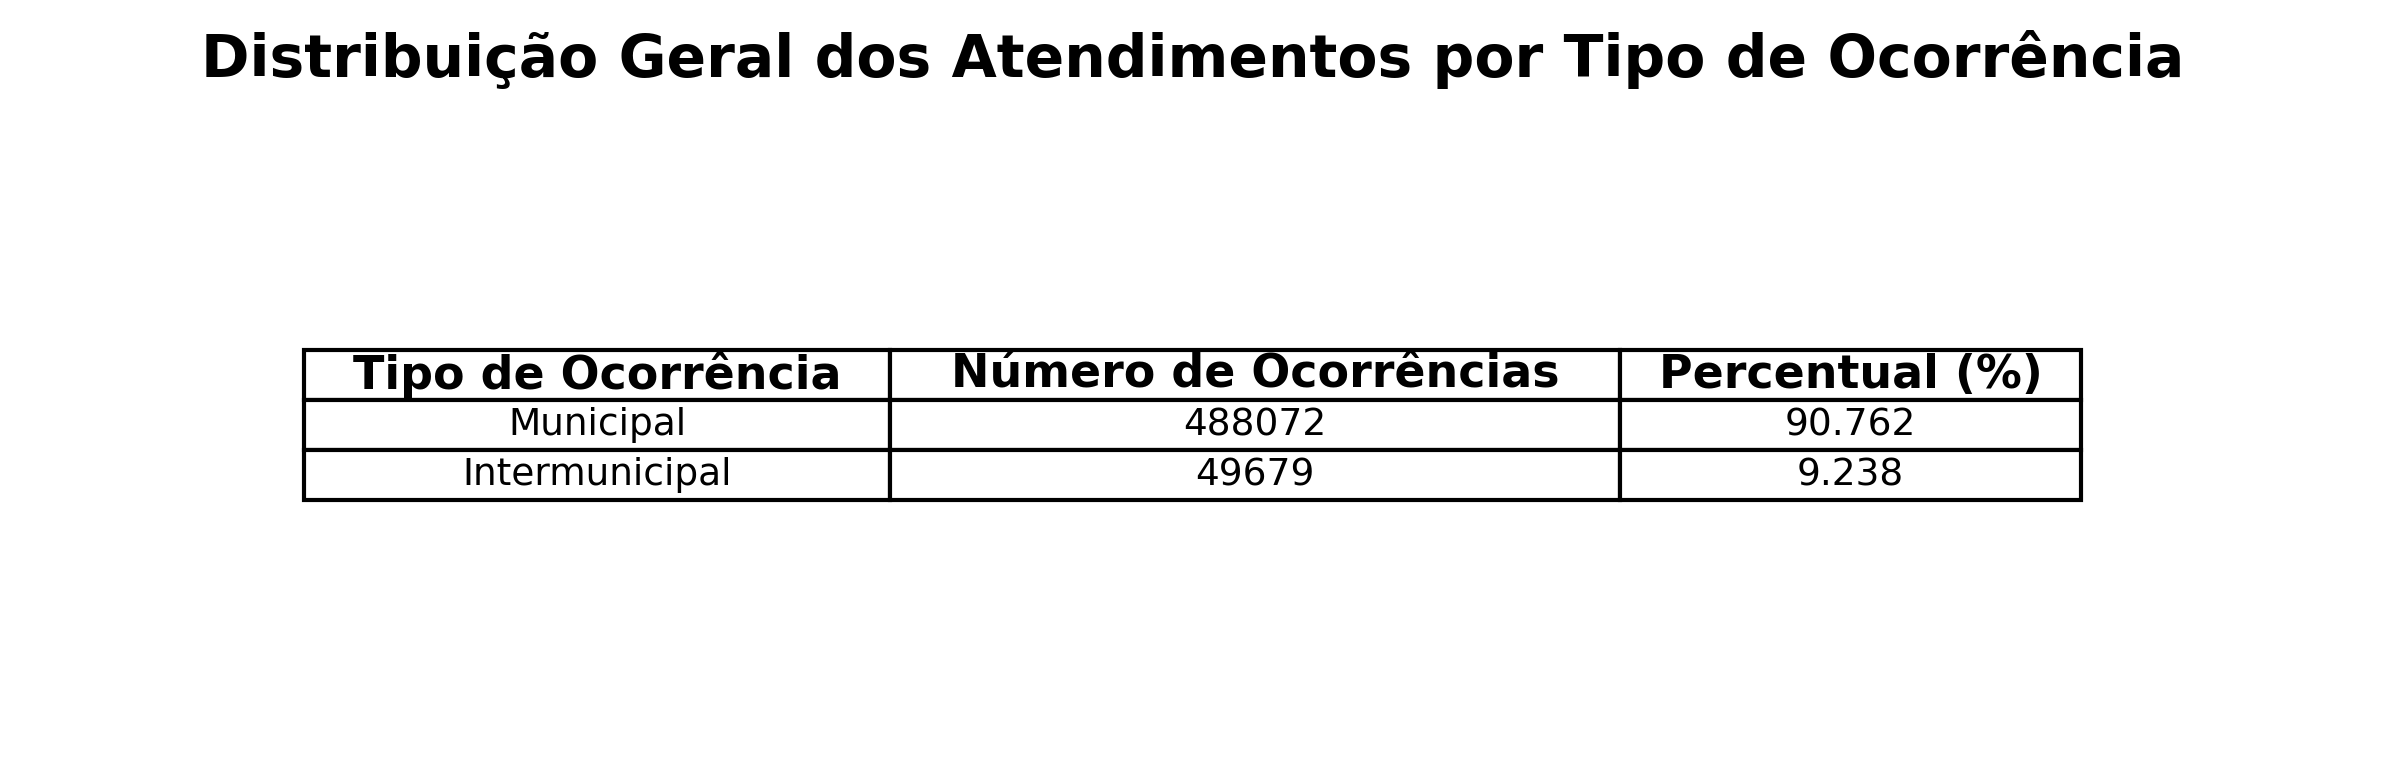 Distribuição Geral dos Atendimentos por Tipo de Ocorrência
Tipo de Ocorrência Número de Ocorrências Percentual (%)
Municipal 488072 90.762
Intermunicipal 49679 9.238